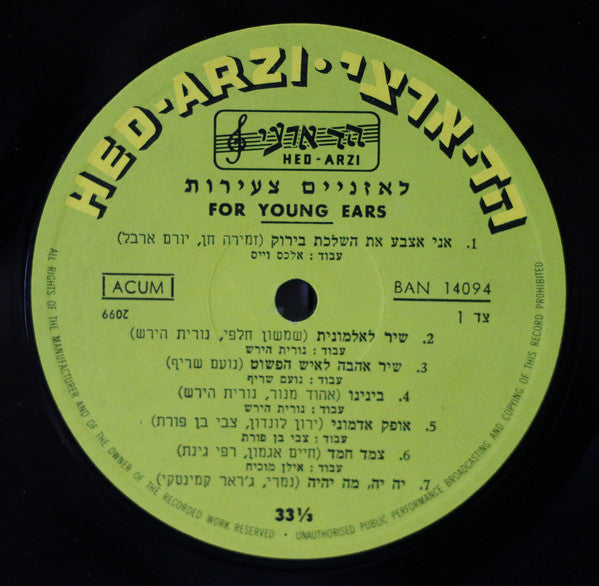 HED-ARZI • הד-ארצי
הד ארצי
HED-ARZI
לאזניים צעירות
FOR YOUNG EARS
1. אני אצבע את השלכת בירוק (זמירה חן, יורם ארבל)
עבוד: אלכס וייס
ACUM
BAN 14094
2099
צד 1
2. שיר לאלמונית (שמשון חלפי, נורית הירש)
עבוד: נורית הירש
3. שיר אהבה לאיש הפשוט (נועם שריף)
עבוד: נועם שריף
4. בינינו (אהוד מנור, נורית הירש)
עבוד: נורית הירש
5. אופק אדמוני (ירון לונדון, צבי בן פורת)
עבוד: צבי בן פורת
6. צמד חמד (חיים אגמון, רפי גינת)
עבוד: אילן מוכיח
7. יה יה, מה יהיה (נמרי, ג'ראר קמינסקי)
33⅓
ALL RIGHTS OF THE MANUFACTURER AND OF THE OWNER OF THE RECORDED WORK RESERVED • UNAUTHORISED PUBLIC PERFORMANCE BROADCASTING AND COPYING OF THIS RECORD PROHIBITED